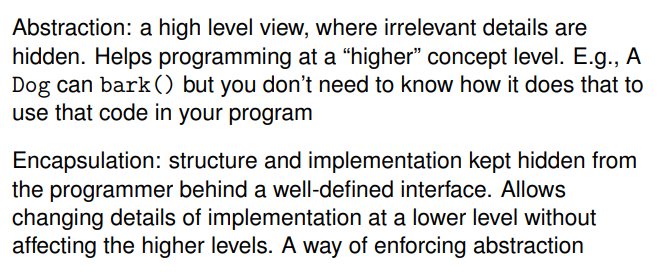 Abstraction: a high level view, where irrelevant details are
hidden. Helps programming at a “higher” concept level. E.g., A
Dog can bark() but you don’t need to know how it does that to
use that code in your program
Encapsulation: structure and implementation kept hidden from
the programmer behind a well-defined interface. Allows
changing details of implementation at a lower level without
affecting the higher levels. A way of enforcing abstraction